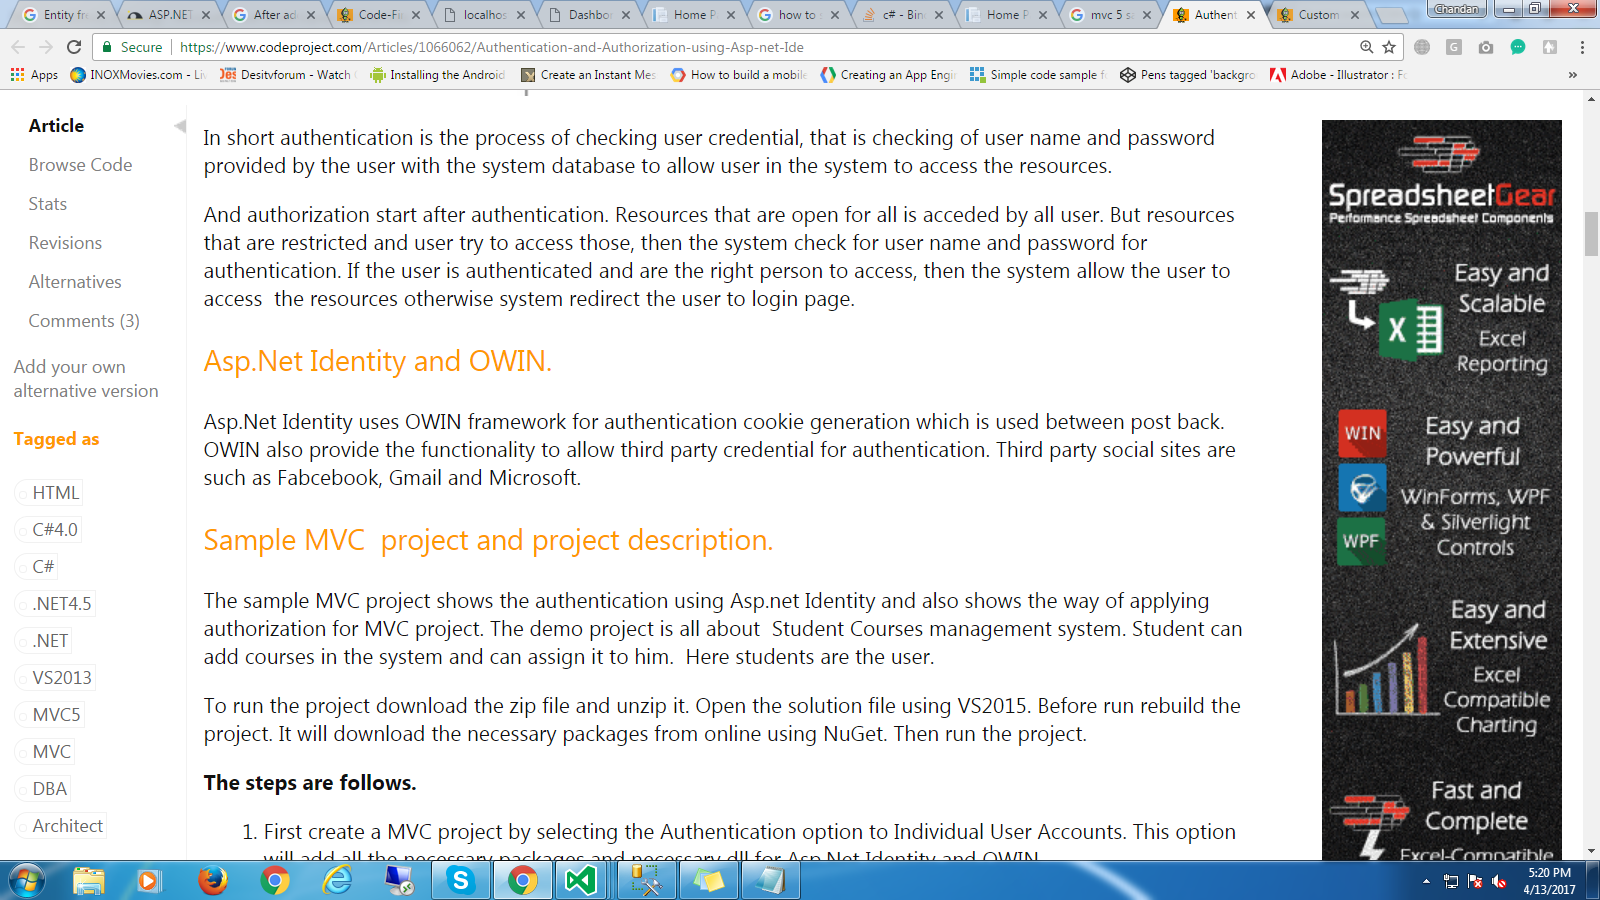 Entity fr
ASP.NET
After ad
Code-Fi
localhos
Dashbo
Home P
how to
c# - Bin
Home P
mvc 5 s
Authent
Custom
Chandan
Secure
https://www.codeproject.com/Articles/1066062/Authentication-and-Authorization-using-Asp-net-Ide
Apps
INOXMovies.com - Li
Desitvforum - Watch
Installing the Android
Create an Instant Mes
How to build a mobile
Creating an App Engi
Simple code sample f
Pens tagged 'backgro
Adobe - Illustrator : F
»
Article
Browse Code
Stats
Revisions
Alternatives
Comments (3)
Add your own
alternative version
Tagged as
HTML
C#4.0
C#
.NET4.5
.NET
VS2013
MVC5
MVC
DBA
Architect
In short authentication is the process of checking user credential, that is checking of user name and password
provided by the user with the system database to allow user in the system to access the resources.
And authorization start after authentication. Resources that are open for all is acceded by all user. But resources
that are restricted and user try to access those, then the system check for user name and password for
authentication. If the user is authenticated and are the right person to access, then the system allow the user to
access  the resources otherwise system redirect the user to login page.
Asp.Net Identity and OWIN.
Asp.Net Identity uses OWIN framework for authentication cookie generation which is used between post back.
OWIN also provide the functionality to allow third party credential for authentication. Third party social sites are
such as Fabcebook, Gmail and Microsoft.
Sample MVC  project and project description.
The sample MVC project shows the authentication using Asp.net Identity and also shows the way of applying
authorization for MVC project. The demo project is all about  Student Courses management system. Student can
add courses in the system and can assign it to him.  Here students are the user.
To run the project download the zip file and unzip it. Open the solution file using VS2015. Before run rebuild the
project. It will download the necessary packages from online using NuGet. Then run the project.
The steps are follows.
1. First create a MVC project by selecting the Authentication option to Individual User Accounts. This option
will add all the necessary packages and necessary dll for Asp.Net Identity and OWIN
SpreadsheetGear
Performance Spreadsheet Components
Easy and
Scalable
Excel
Reporting
X
WIN
WPF
Easy and
Powerful
WinForms, WPF
& Silverlight
Controls
Easy and
Extensive
Excel
Compatible
Charting
Fast and
Complete
Excel-Compatible
5:20 PM
4/13/2017